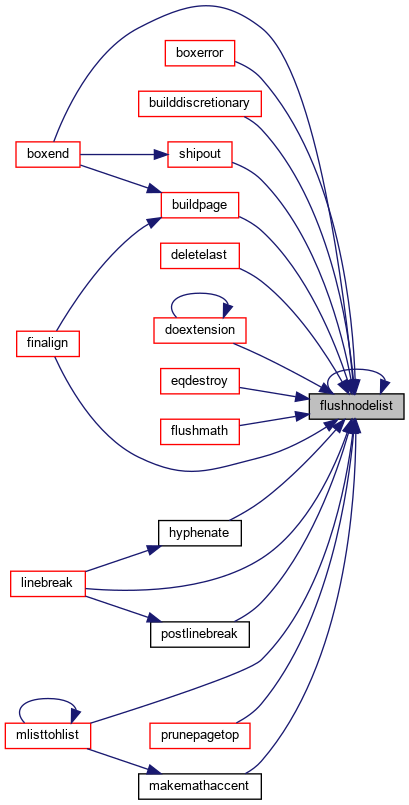 boxerror
builddiscretionary
boxend
shipout
buildpage
deletelast
doextension
finalign
eqdestroy
flushnodelist
flushmath
hyphenate
linebreak
postlinebreak
mlisttohlist
prunepagetop
makemathaccent